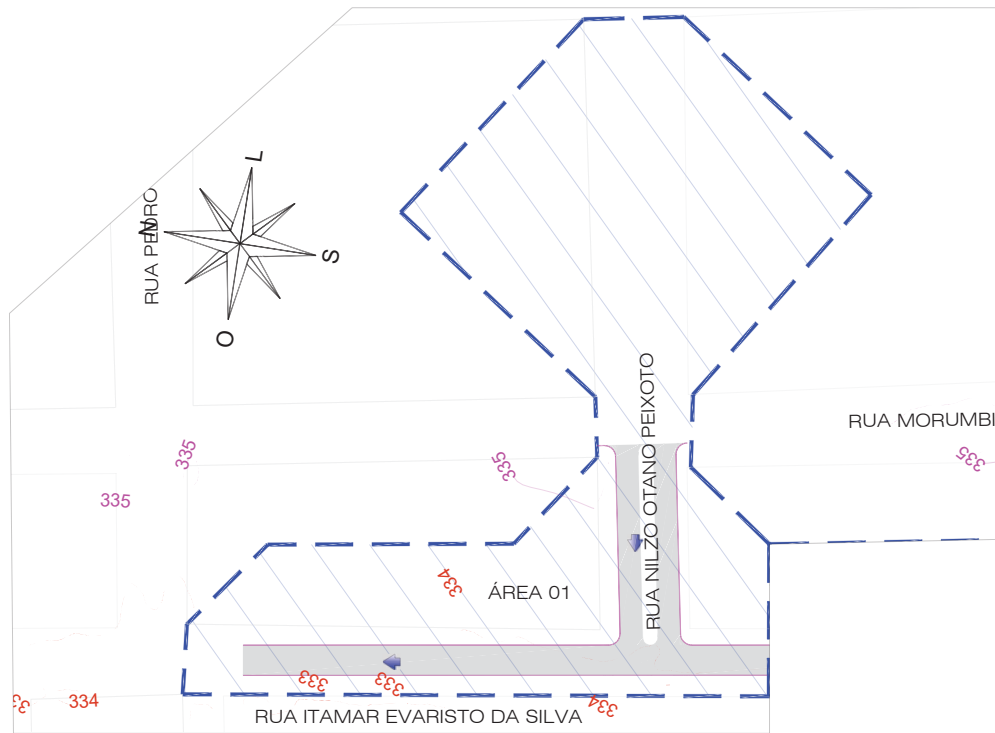 L
RUA PEDRO
N
S
O
RUA NILZO OTANO PEIXOTO
RUA MORUMBI
335
335
335
335
334
ÁREA 01
333
333
334
334
RUA ITAMAR EVARISTO DA SILVA